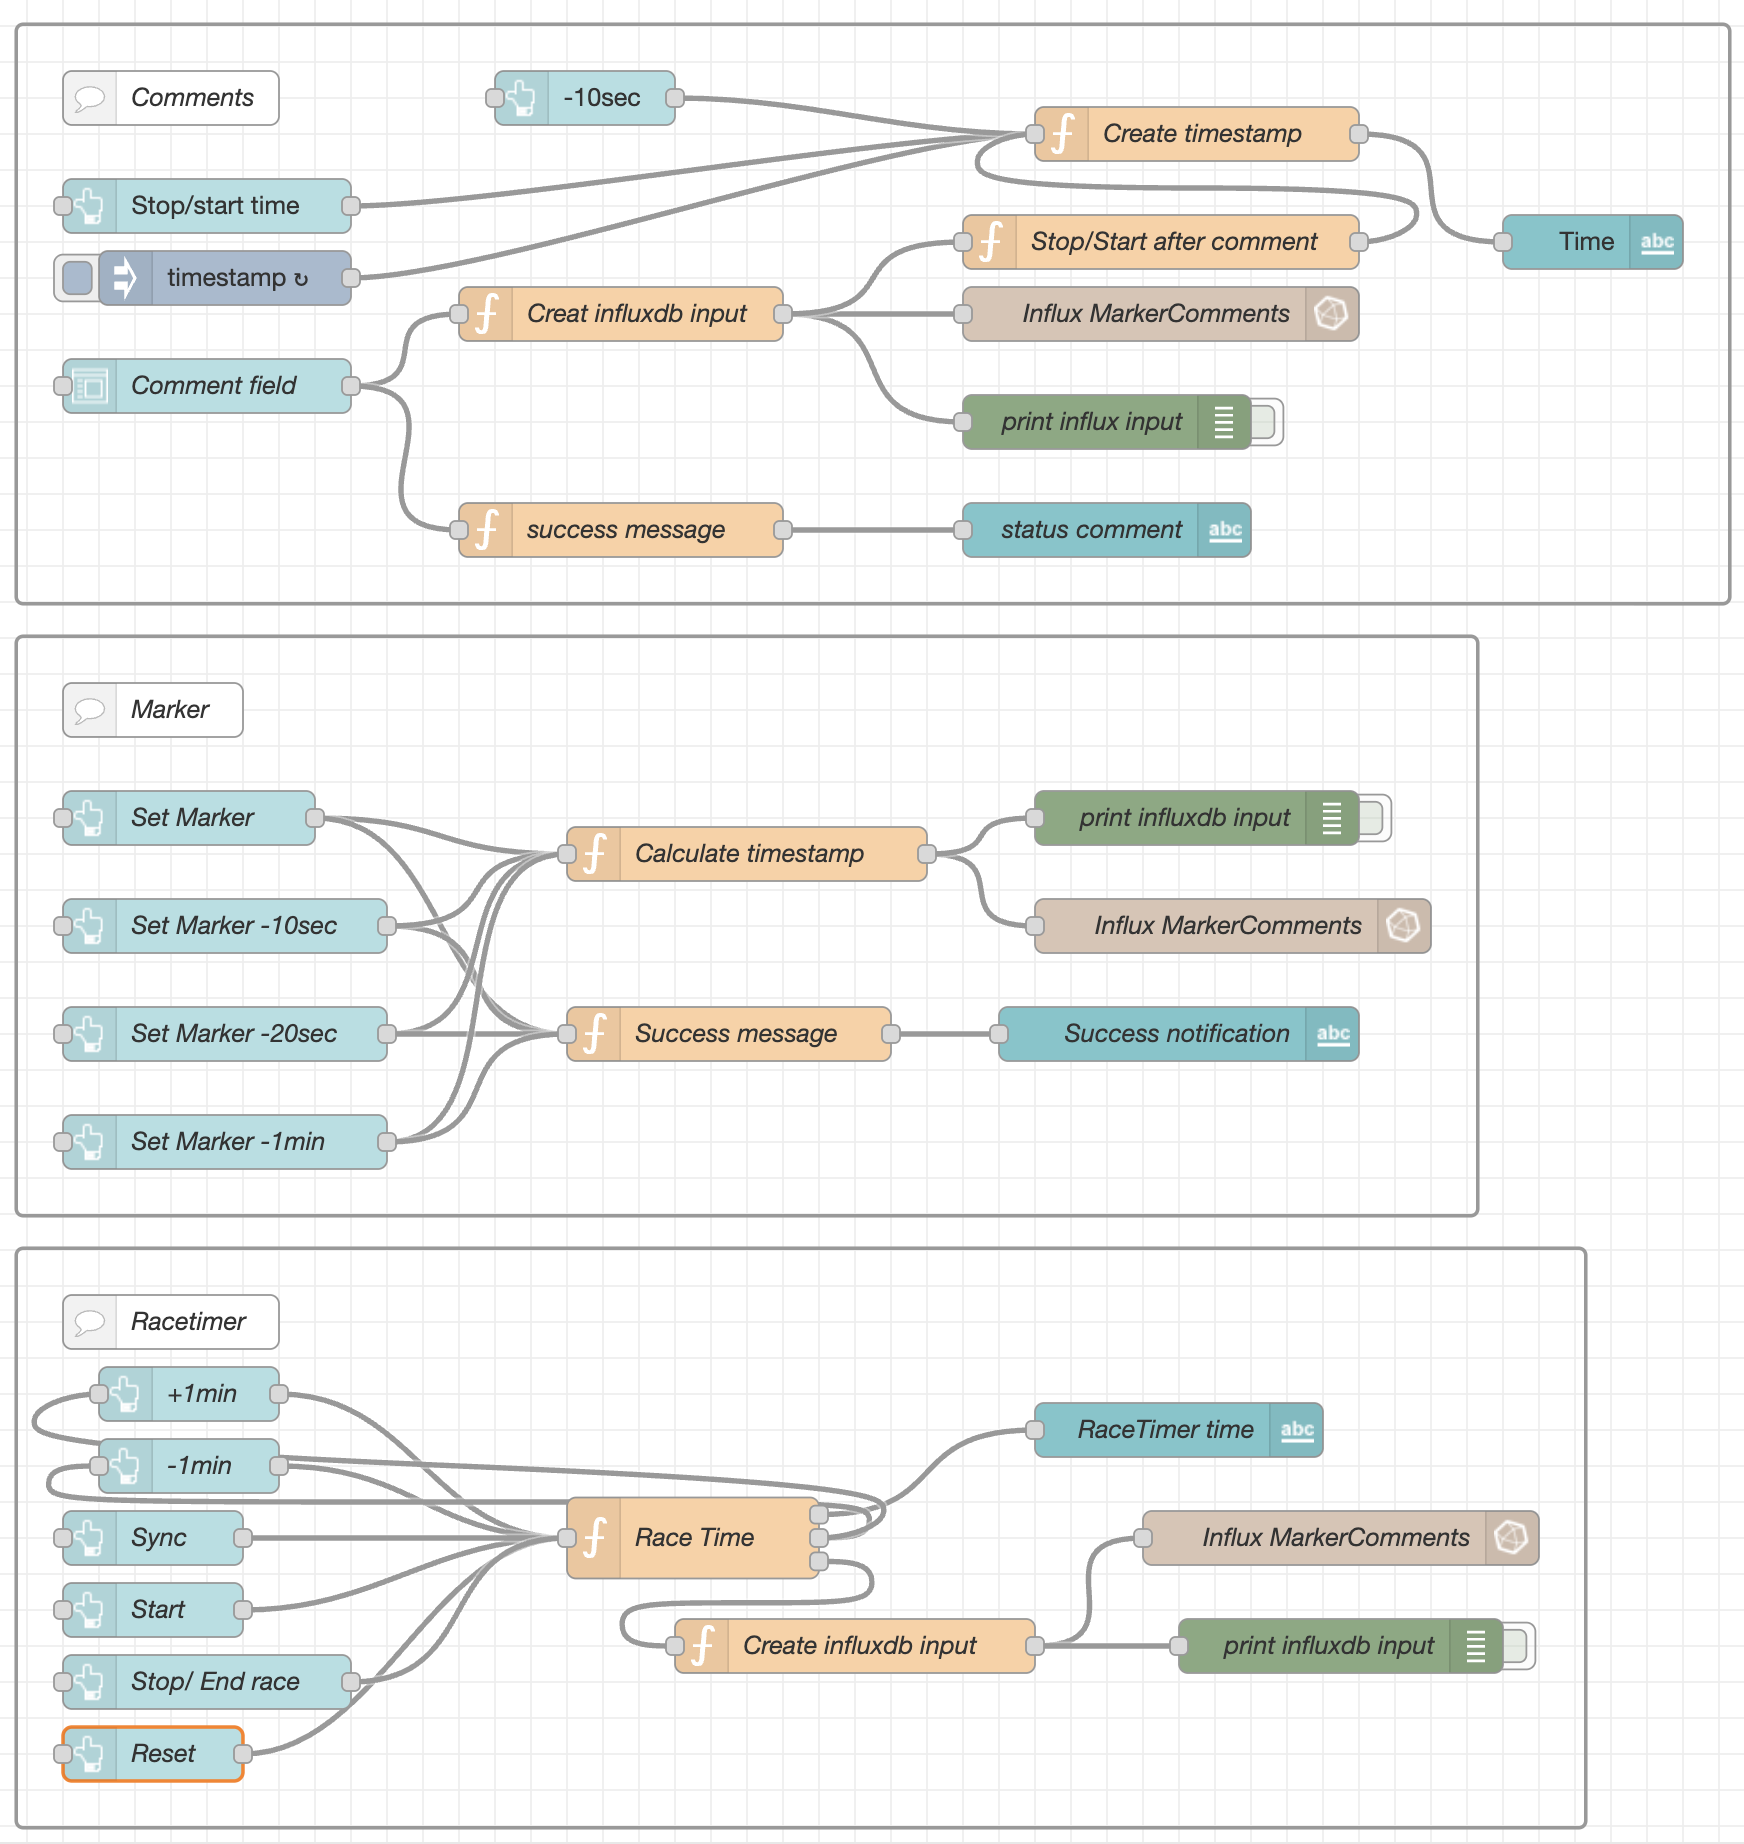 Comments
-10sec
Create timestamp
Stop/start time
Stop/Start after comment
Time
abc
timestamp ↻
Creat influxdb input
Influx MarkerComments
Comment field
print influx input
success message
status comment
abc
Marker
Set Marker
print influxdb input
Calculate timestamp
Set Marker -10sec
Influx MarkerComments
Set Marker -20sec
Success message
Success notification
abc
Set Marker -1min
Racetimer
+1min
RaceTimer time
abc
-1min
Sync
Race Time
Influx MarkerComments
Start
Create influxdb input
print influxdb input
Stop/ End race
Reset